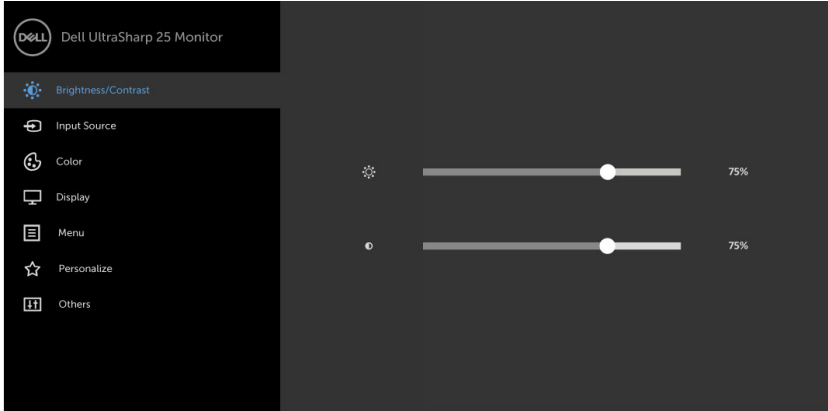 DELL
Dell UltraSharp 25 Monitor
Brightness/Contrast
Input Source
Color
Display
Menu
Personalize
Others
75%
75%